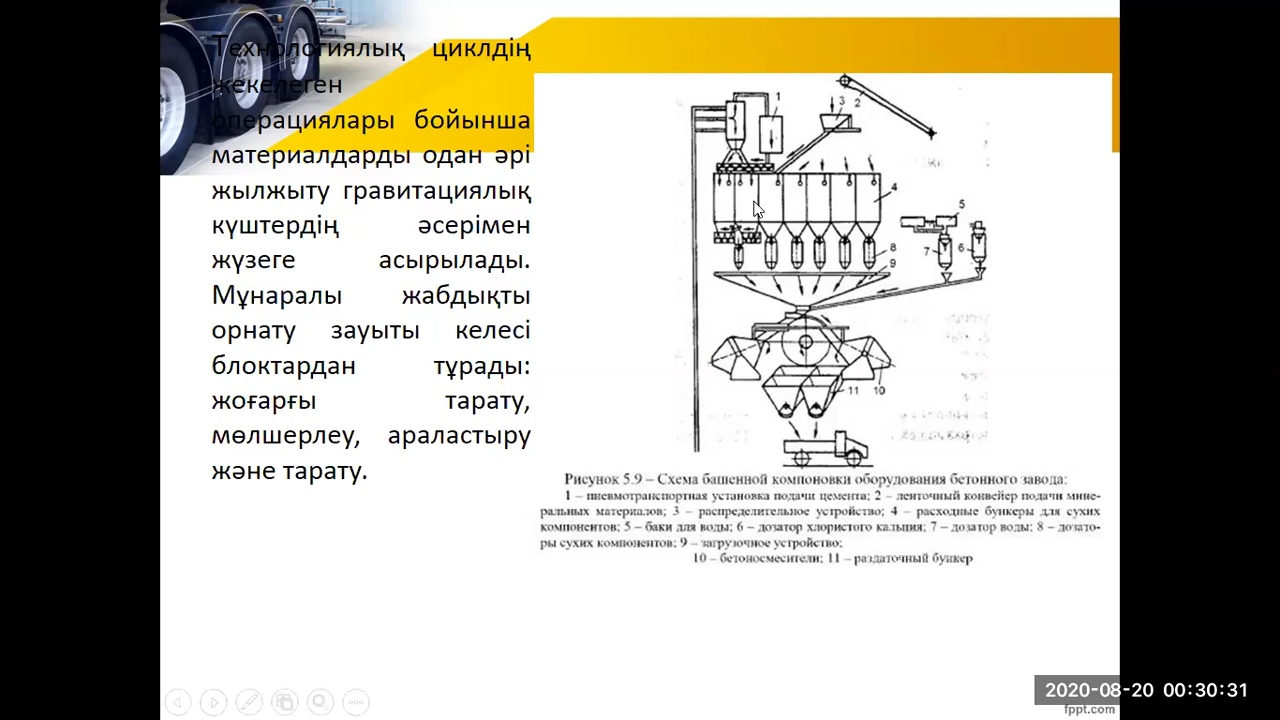 Технологиялық циклдің
жекелеген
операциялары бойынша
материалдарды одан әрі
жылжыту гравитациялық
күштердің әсерімен
жүзеге асырылады.
Мұнаралы жабдықты
орнату зауыты келесі
блоктардан тұрады:
жоғарғы тарату,
мөлшерлеу, араластыру
және тарату.
1
2
3
4
5
7
6
8
9
10
11
Рисунок 5.9 – Схема башенной компоновки оборудования бетонного завода:
1 – пневмотранспортная установка подачи цемента; 2 – ленточный конвейер подачи мине-
ральных материалов; 3 – распределительное устройство; 4 – расходные бункеры для сухих
компонентов; 5 – баки для воды; 6 – дозатор хлористого кальция; 7 – дозатор воды; 8 – дозато-
ры сухих компонентов; 9 – загрузочное устройство;
10 – бетоносмесители; 11 – раздаточный бункер
2020-08-20 00:30:31
fppt.com